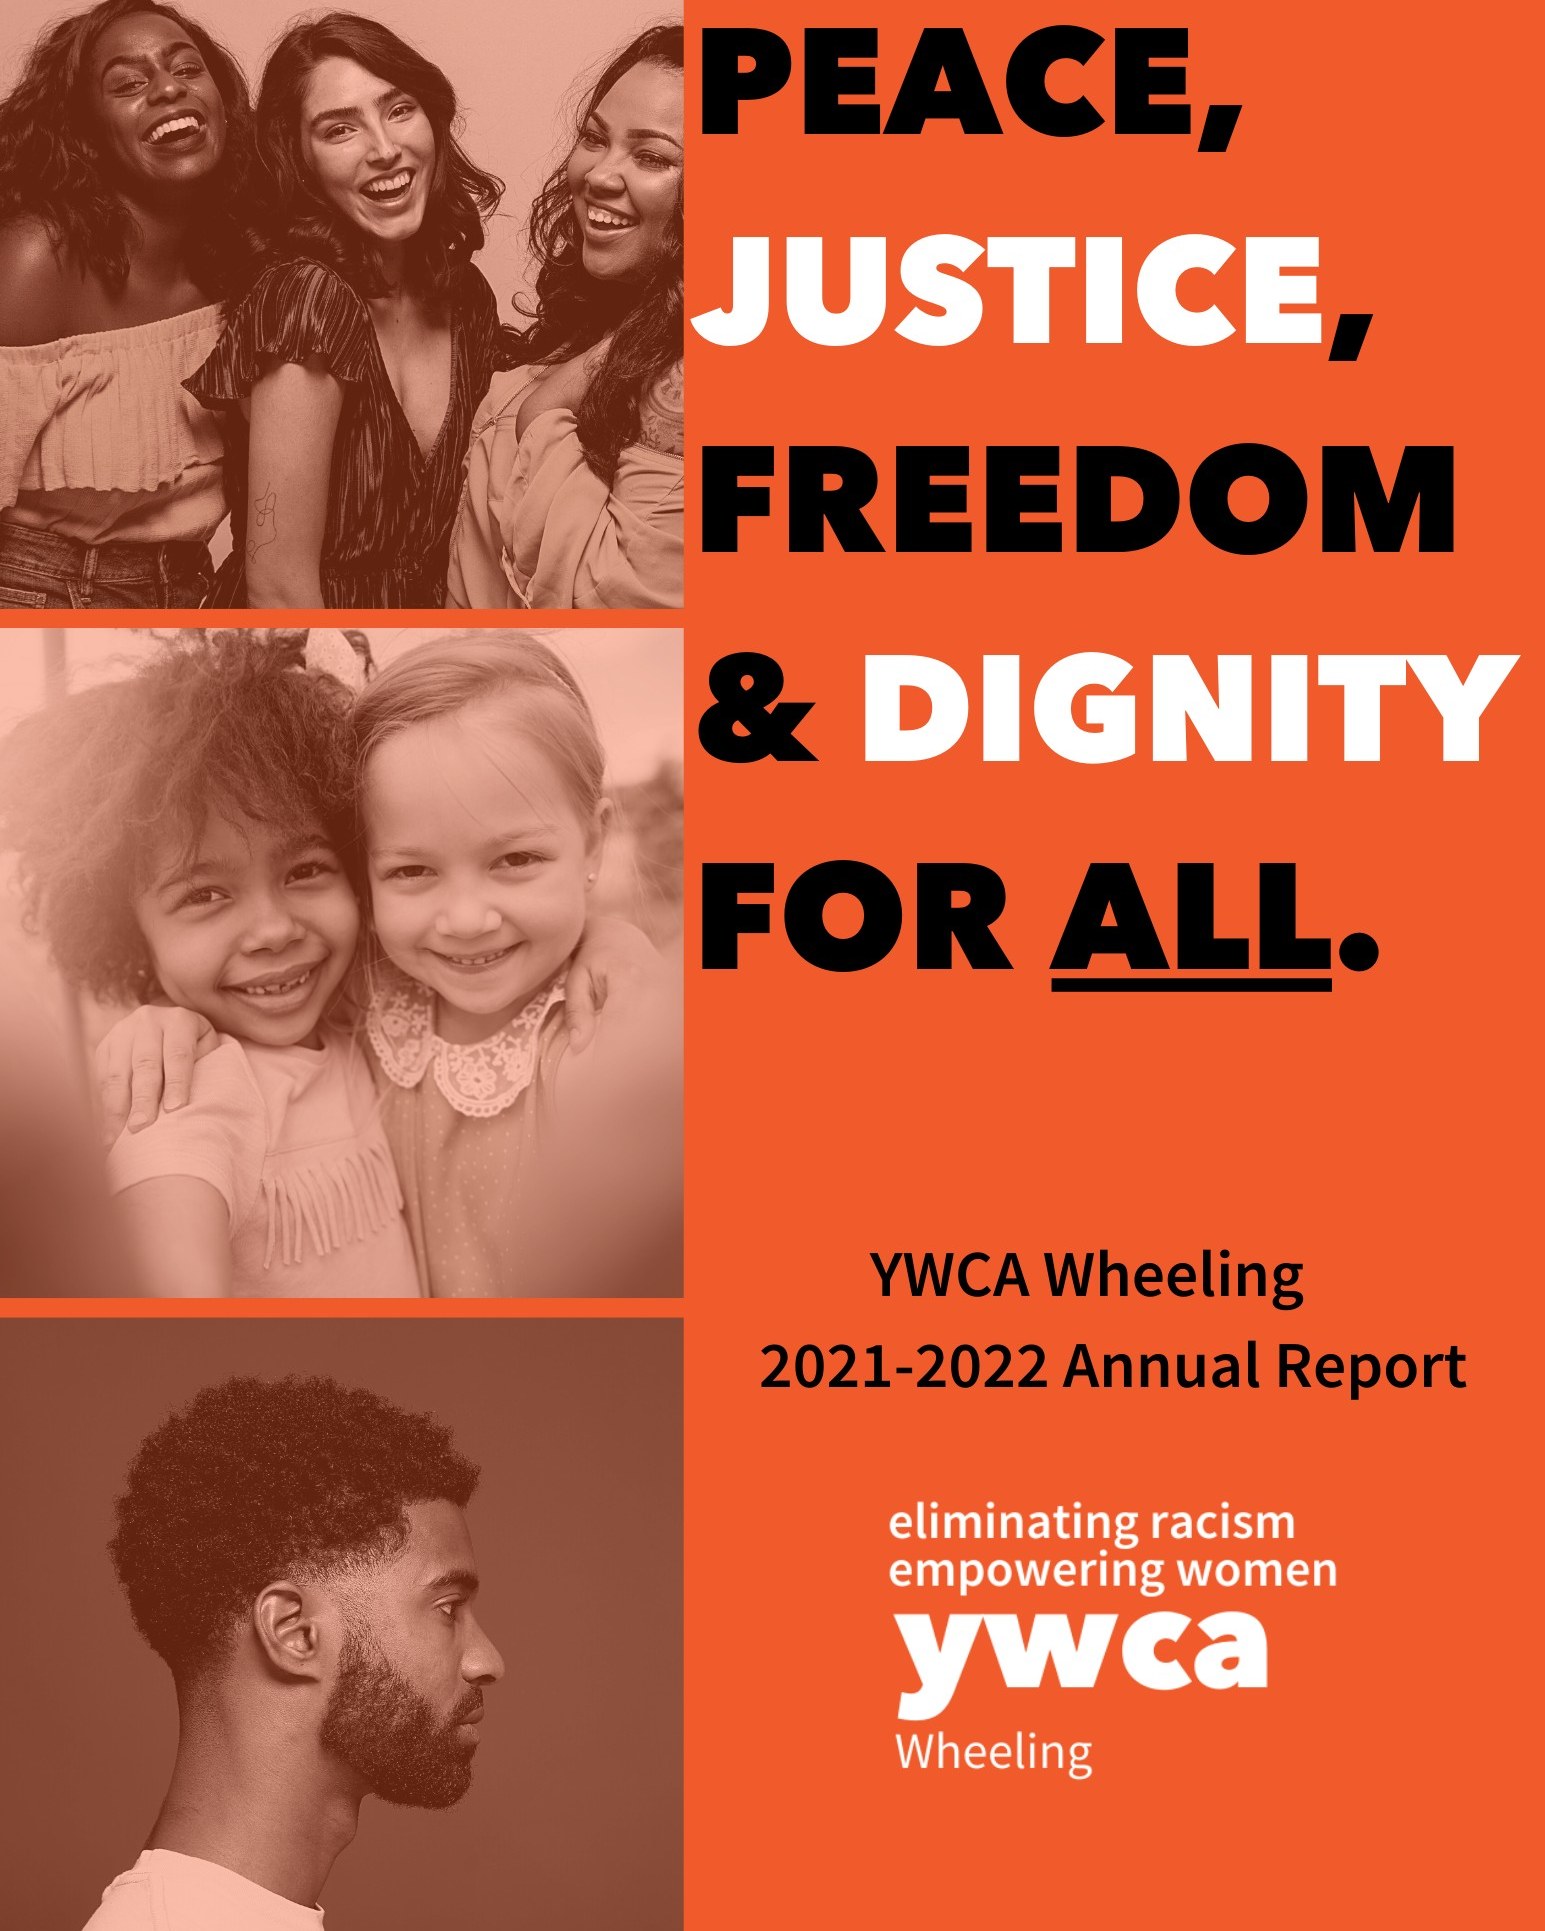 PEACE,
JUSTICE,
FREEDOM
& DIGNITY
FOR ALL.
YWCA Wheeling
2021-2022 Annual Report
eliminating racism
empowering women
ywca
Wheeling